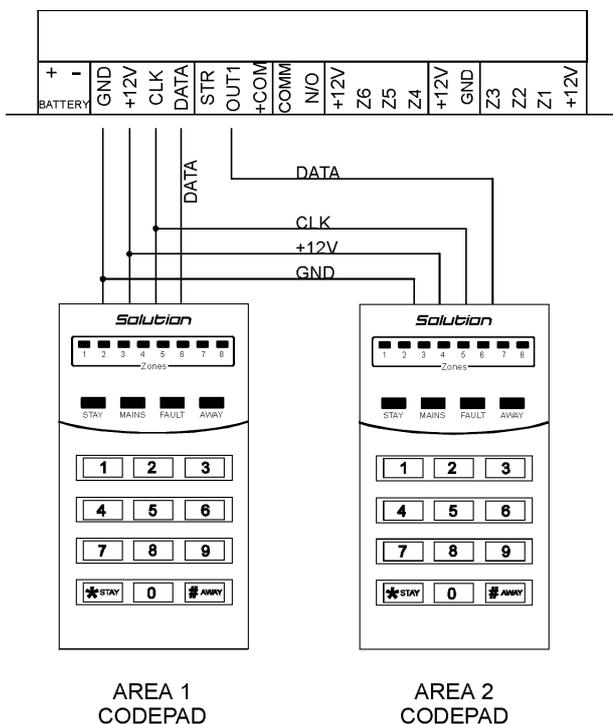 + - GND +12V CLK DATA STR OUT1 +COM COMM N/O +12V Z6 Z5 Z4 +12V GND Z3 Z2 Z1 +12V
BATTERY
DATA
DATA
CLK
+12V
GND
Solution
1 2 3 4 5 6 7 8
Zones
STAY MAINS FAULT AWAY
1 2 3
4 5 6
7 8 9
* STAY 0 # AWAY
AREA 1
CODEPAD
Solution
1 2 3 4 5 6 7 8
Zones
STAY MAINS FAULT AWAY
1 2 3
4 5 6
7 8 9
* STAY 0 # AWAY
AREA 2
CODEPAD